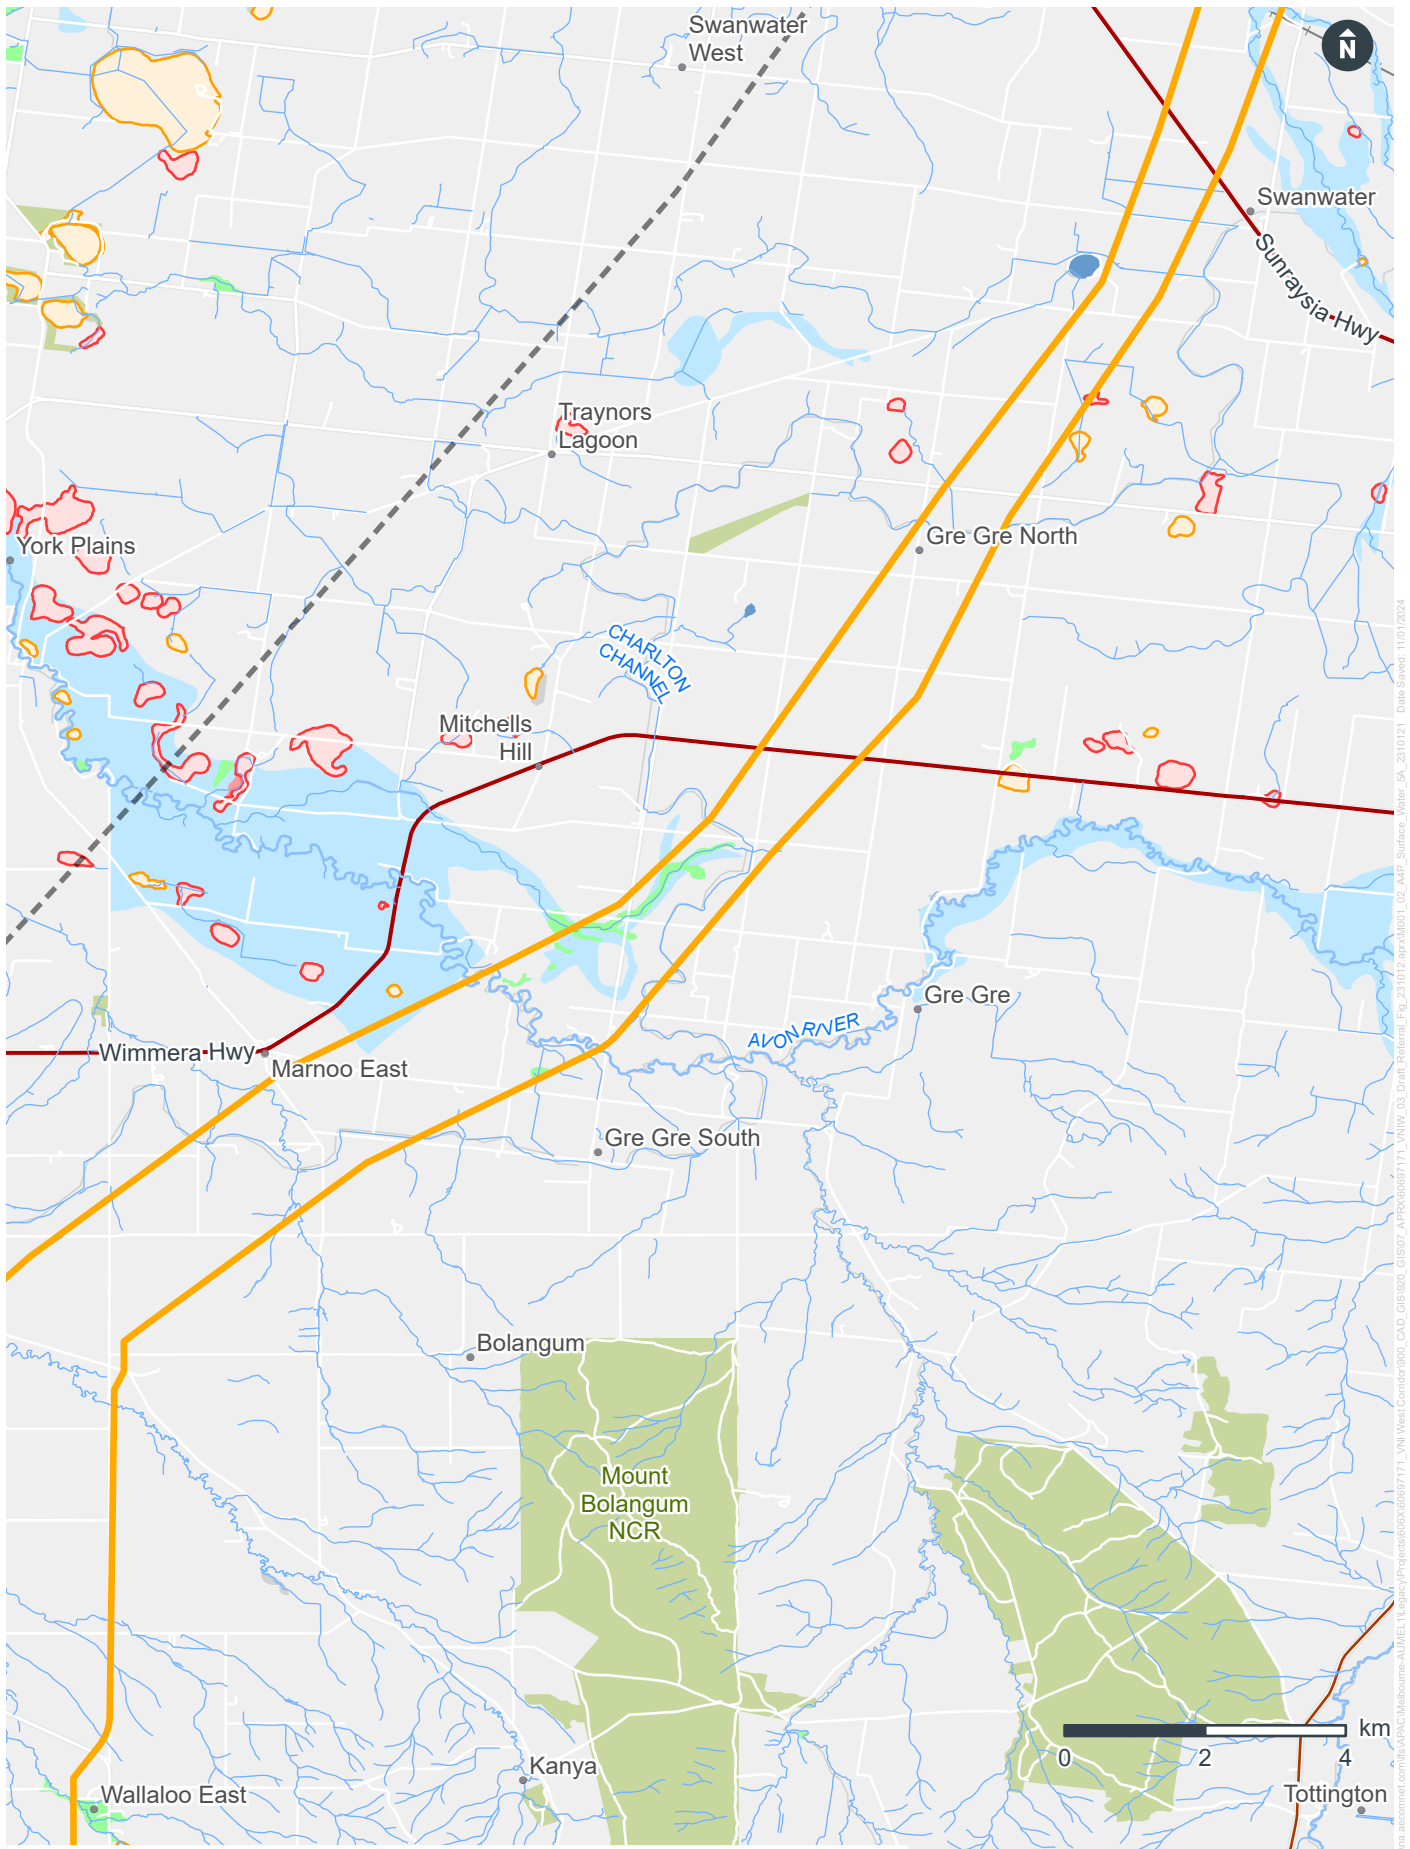 Swanwater
West
N
Swanwater
Sunraysia Hwy
Traynors
Lagoon
York Plains
Gre Gre North
CHARLTON
CHANNEL
Mitchells
Hill
Gre Gre
AVON RIVER
Wimmera Hwy
Marnoo East
Gre Gre South
Bolangum
Mount
Bolangum
NCR
km
0 2 4
Kanya
Wallaloo East
Tottington